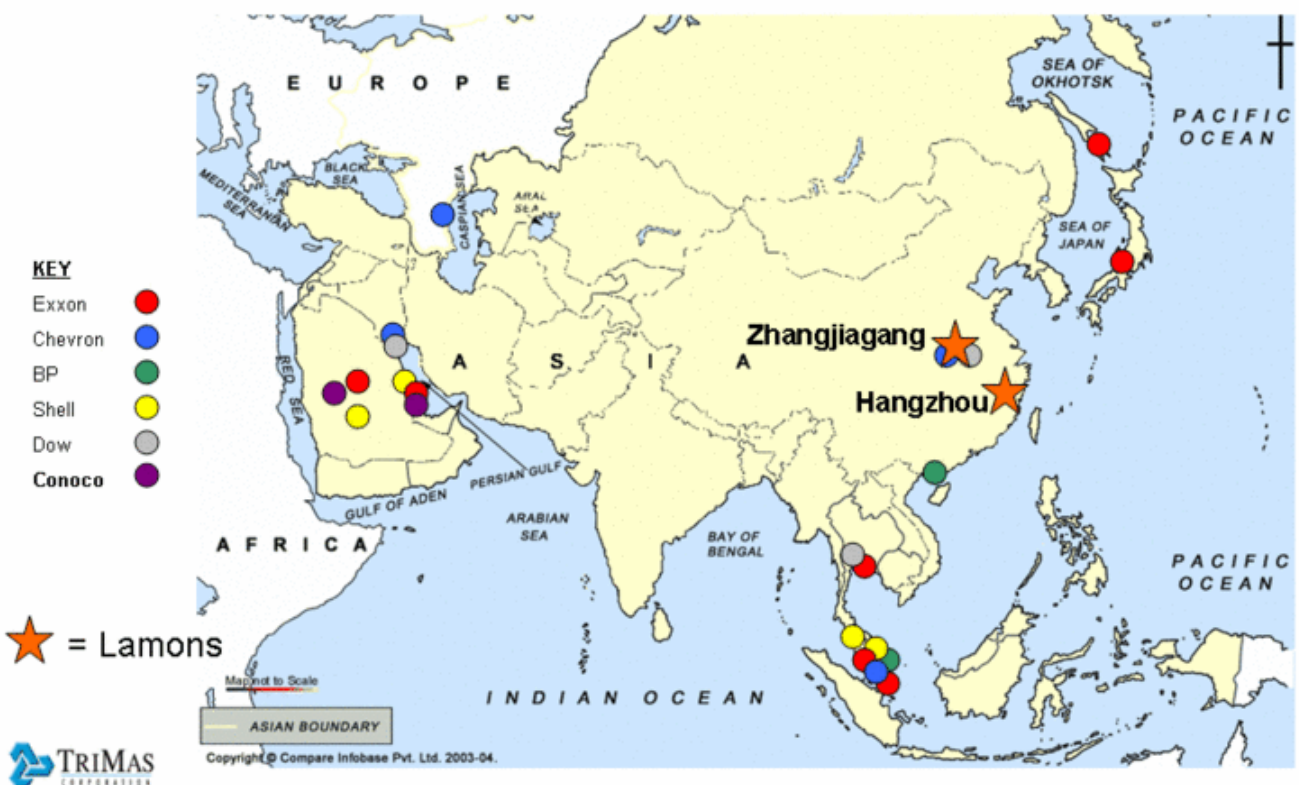 EUROPE
SEA OF
OKHOTSK
PACIFIC
OCEAN
BLACK
SEA
MEDITERRANEAN
SEA
CASPIAN SEA
ARAL
SEA
SEA OF
JAPAN
KEY
Exxon
Chevron
BP
Shell
Dow
Conoco
Zhangjiagang
ASIA
Hangzhou
RED SEA
PERSIAN GULF
GULF OF ADEN
ARABIAN
SEA
BAY OF
BENGAL
AFRICA
PACIFIC
OCEAN
= Lamons
Map not to Scale
INDIAN OCEAN
ASIAN BOUNDARY
Copyright © Compare Infobase Pvt. Ltd. 2003-04.
TRIMAS
CORPORATION